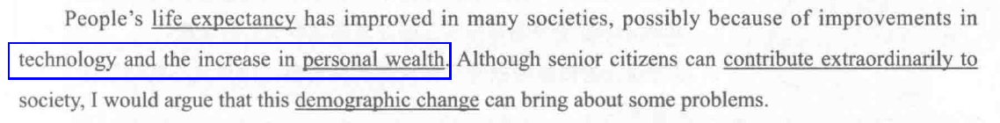 People's life expectancy has improved in many societies, possibly because of improvements in
technology and the increase in personal wealth. Although senior citizens can contribute extraordinarily to
society, I would argue that this demographic change can bring about some problems.